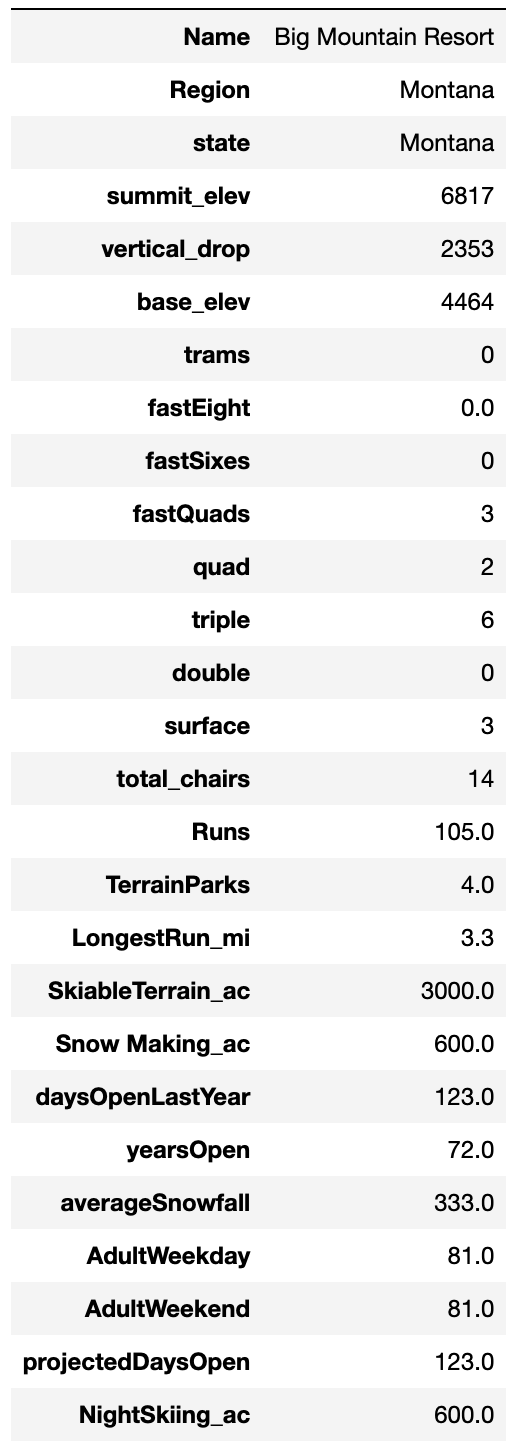 Name Big Mountain Resort
Region Montana
state Montana
summit_elev 6817
vertical_drop 2353
base_elev 4464
trams 0
fastEight 0.0
fastSixes 0
fastQuads 3
quad 2
triple 6
double 0
surface 3
total_chairs 14
Runs 105.0
TerrainParks 4.0
LongestRun_mi 3.3
SkiableTerrain_ac 3000.0
Snow Making_ac 600.0
daysOpenLastYear 123.0
yearsOpen 72.0
averageSnowfall 333.0
AdultWeekday 81.0
AdultWeekend 81.0
projectedDaysOpen 123.0
NightSkiing_ac 600.0